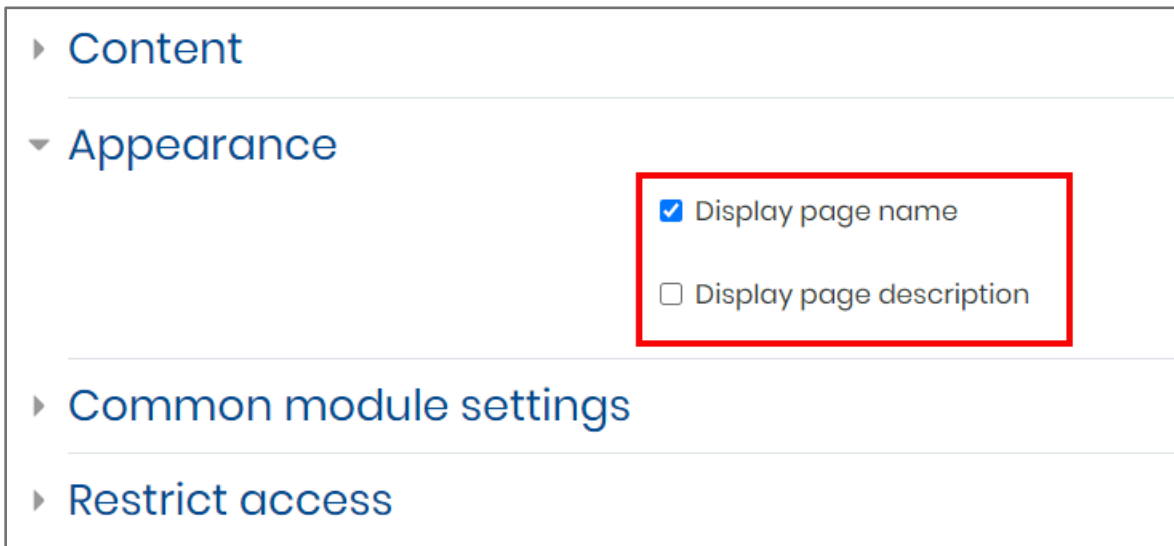 Content
Appearance
Display page name
Display page description
Common module settings
Restrict access